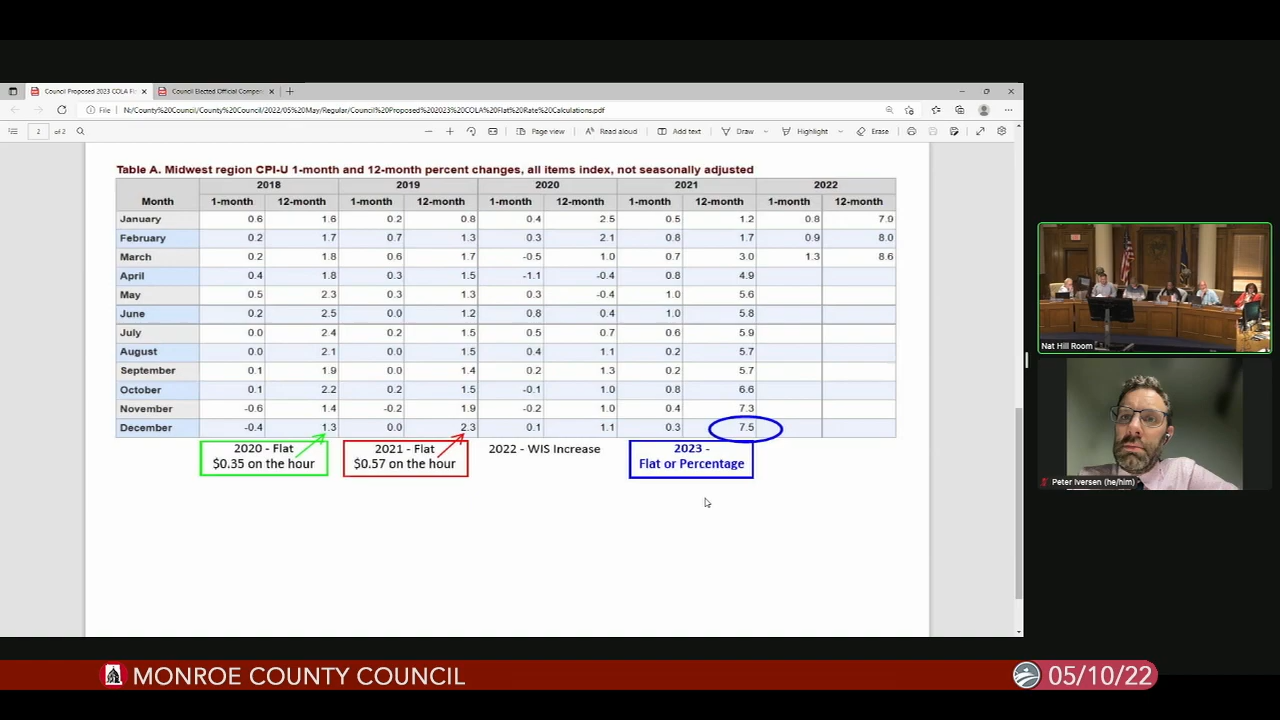 Council Proposed 2023 COLA Fl
Council Elected Official Compe
File N:/County%20Council/County%20Council/2022/05%20May/Regular/Council%20Proposed%202023%20COLA%20Flat%20Rate%20Calculations.pdf
2 of 2 Page view Read aloud Add text Draw Highlight Erase
Table A. Midwest region CPI-U 1-month and 12-month percent changes, all items index, not seasonally adjusted
2018 2019 2020 2021 2022
Month 1-month 12-month 1-month 12-month 1-month 12-month 1-month 12-month 1-month 12-month
January 0.6 1.6 0.2 0.8 0.4 2.5 0.5 1.2 0.8 7.0
February 0.2 1.7 0.7 1.3 0.3 2.1 0.8 1.7 0.9 8.0
March 0.2 1.8 0.6 1.7 -0.5 1.0 0.7 3.0 1.3 8.6
April 0.4 1.8 0.3 1.5 -1.1 -0.4 0.8 4.9
May 0.5 2.3 0.3 1.3 0.3 -0.4 1.0 5.6
June 0.2 2.5 0.0 1.2 0.8 0.4 1.0 5.8
July 0.0 2.4 0.2 1.5 0.5 0.7 0.6 5.9
August 0.0 2.1 0.0 1.5 0.4 1.1 0.2 5.7
September 0.1 1.9 0.0 1.4 0.2 1.3 0.2 5.7
October 0.1 2.2 0.2 1.5 -0.1 1.0 0.8 6.6
November -0.6 1.4 -0.2 1.9 -0.2 1.0 0.4 7.3
December -0.4 1.3 0.0 2.3 0.1 1.1 0.3 7.5
2020 - Flat
$0.35 on the hour
2021 - Flat
$0.57 on the hour
2022 - WIS Increase
2023 -
Flat or Percentage
Nat Hill Room
Peter Iversen (he/him)
MONROE COUNTY COUNCIL
05/10/22